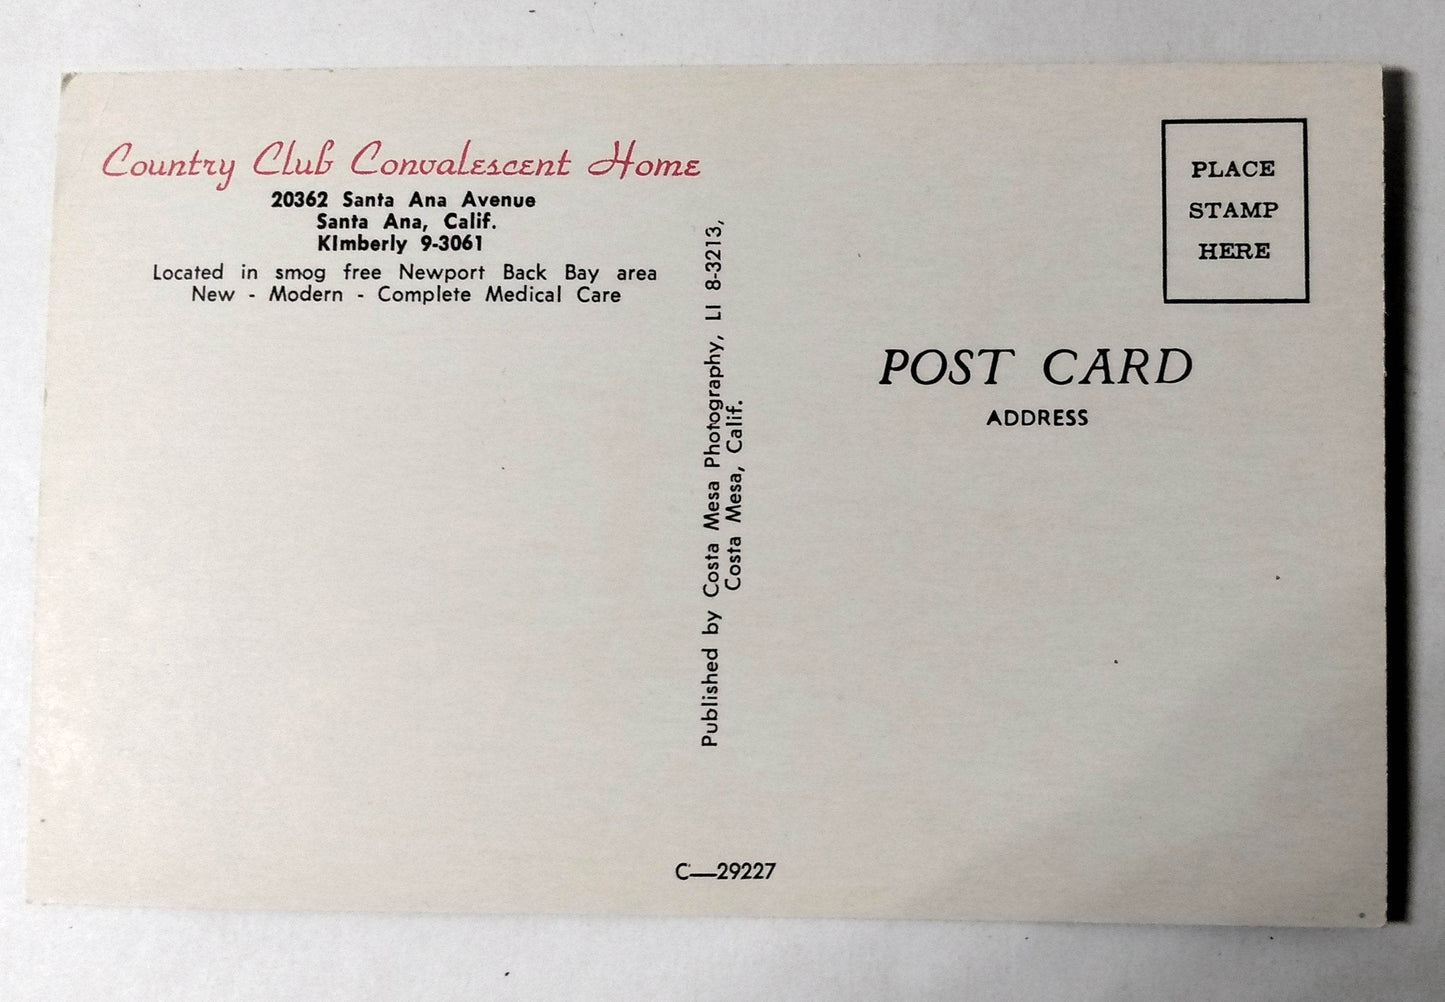 Country Club Convalescent Home
20362 Santa Ana Avenue
Santa Ana, Calif.
KImberly 9-3061
Located in smog free Newport Back Bay area
New - Modern - Complete Medical Care
Published by Costa Mesa Photography, LI 8-3213,
Costa Mesa, Calif.
PLACE
STAMP
HERE
POST CARD
ADDRESS
C—29227